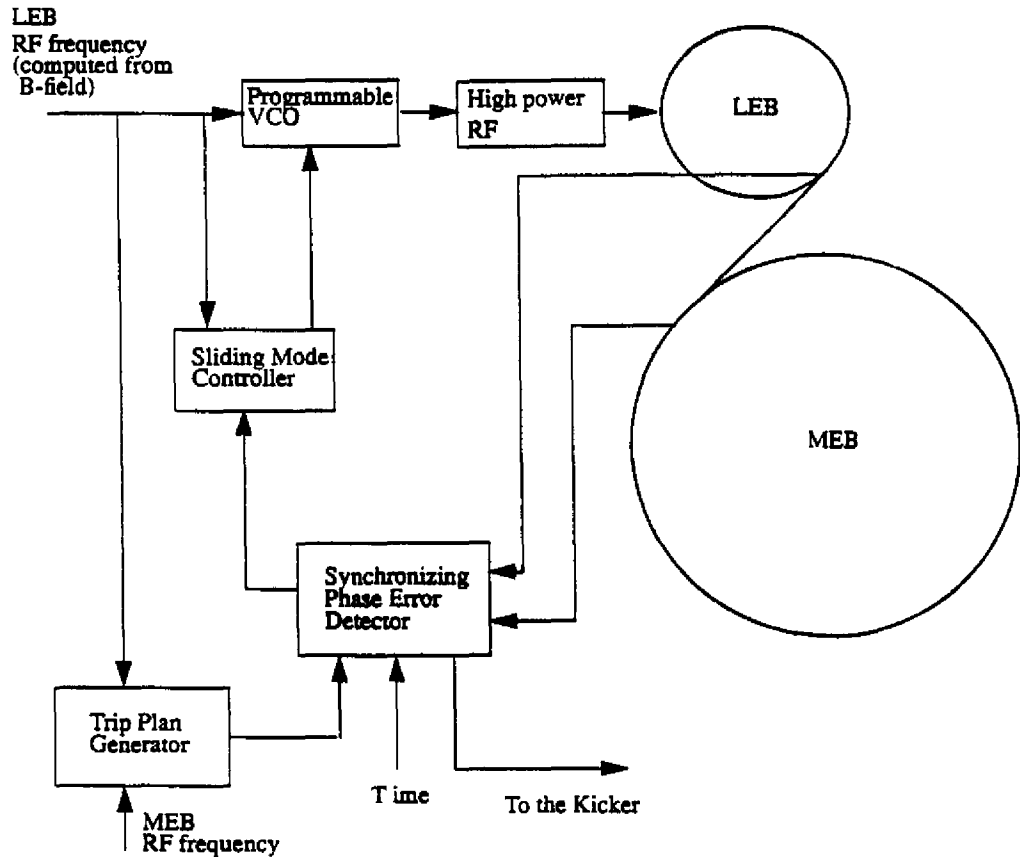 LEB
RF frequency
(computed from
B-field)
Programmable
VCO
High power
RF
LEB
Sliding Mode
Controller
MEB
Synchronizing
Phase Error
Detector
Trip Plan
Generator
T ime
To the Kicker
MEB
RF frequency